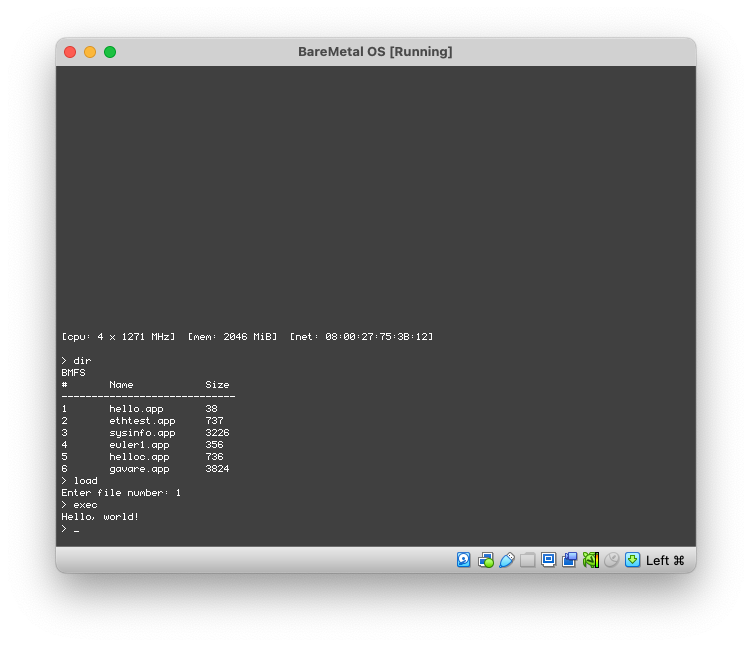 BareMetal OS [Running]
[cpu: 4 x 1271 MHz]  [mem: 2046 MiB]  [net: 08:00:27:75:3B:12]
> dir
BMFS
#       Name            Size
-----------------------------
1       hello.app       38
2       ethtest.app     737
3       sysinfo.app     3226
4       euler1.app      356
5       helloc.app      736
6       gavare.app      3824
> load
Enter file number: 1
> exec
Hello, world!
> _
Left ⌘